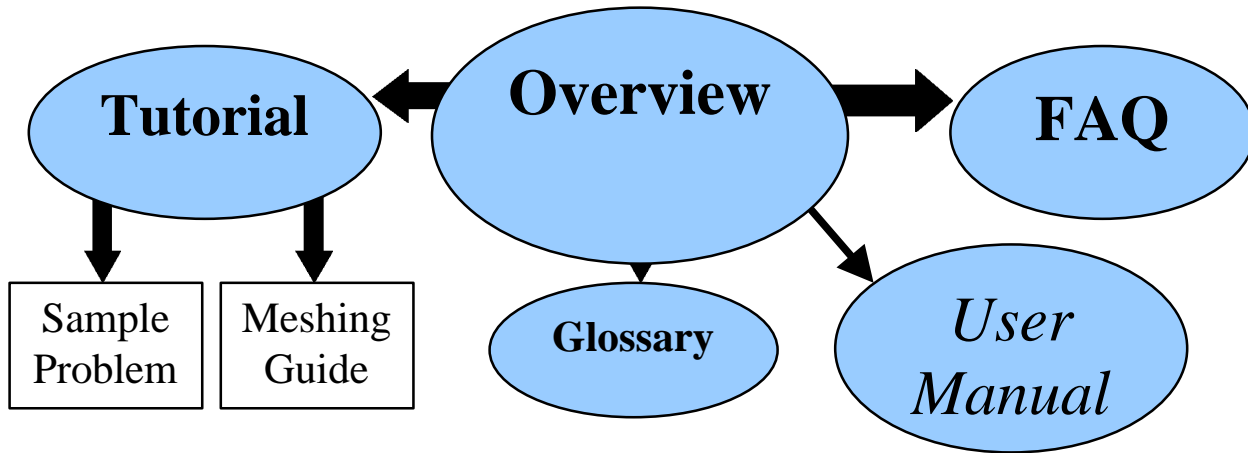 Tutorial
Overview
FAQ
Sample
Problem
Meshing
Guide
Glossary
User
Manual